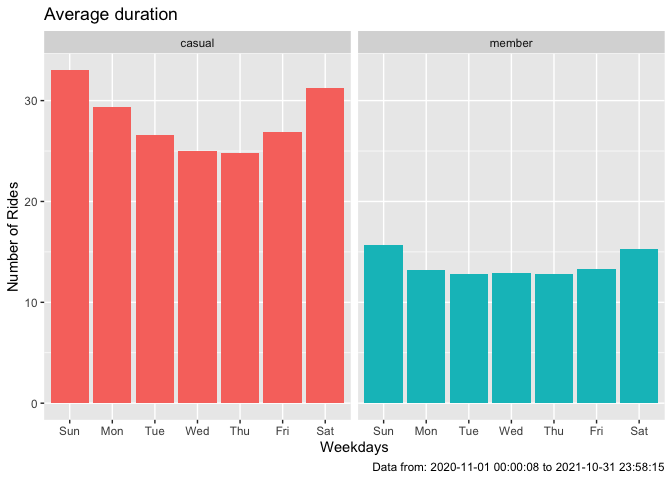 Average duration
casual
member
Number of Rides
30
20
10
0
Sun Mon Tue Wed Thu Fri Sat
Sun Mon Tue Wed Thu Fri Sat
Weekdays
Data from: 2020-11-01 00:00:08 to 2021-10-31 23:58:15